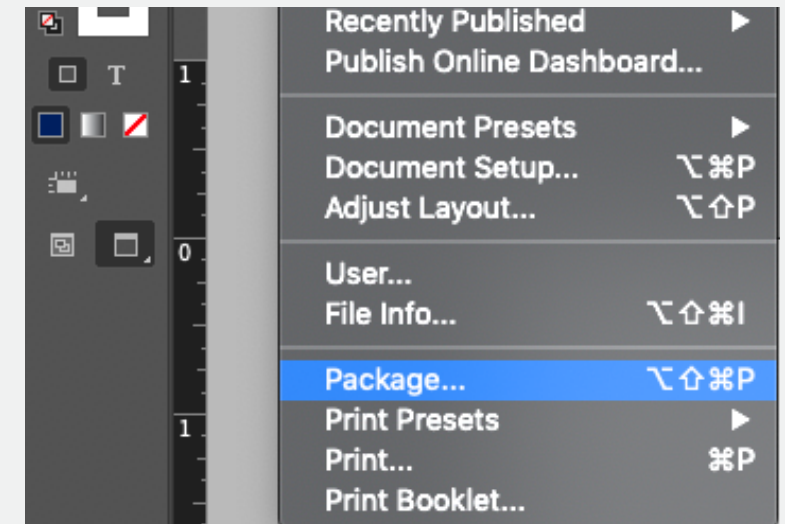 Recently Published ▶
Publish Online Dashboard...
T
1
Document Presets ▶
Document Setup... ⌥⌘P
Adjust Layout... ⌥⇧P
0
User...
File Info... ⌥⇧⌘I
Package... ⌥⇧⌘P
Print Presets ▶
1
Print... ⌘P
Print Booklet...